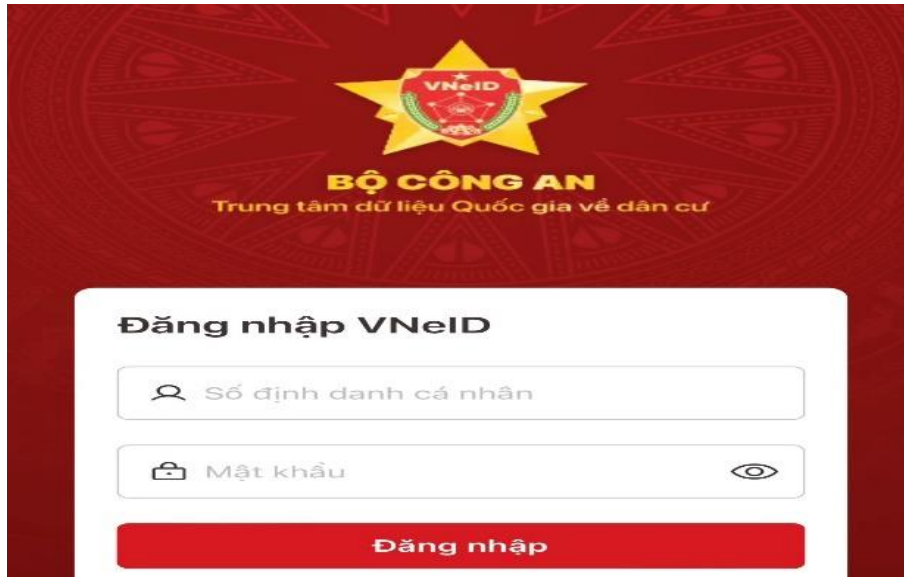 VNeID
BỘ CÔNG AN
Trung tâm dữ liệu Quốc gia về dân cư
Đăng nhập VNeID
Số định danh cá nhân
Mật khẩu
Đăng nhập